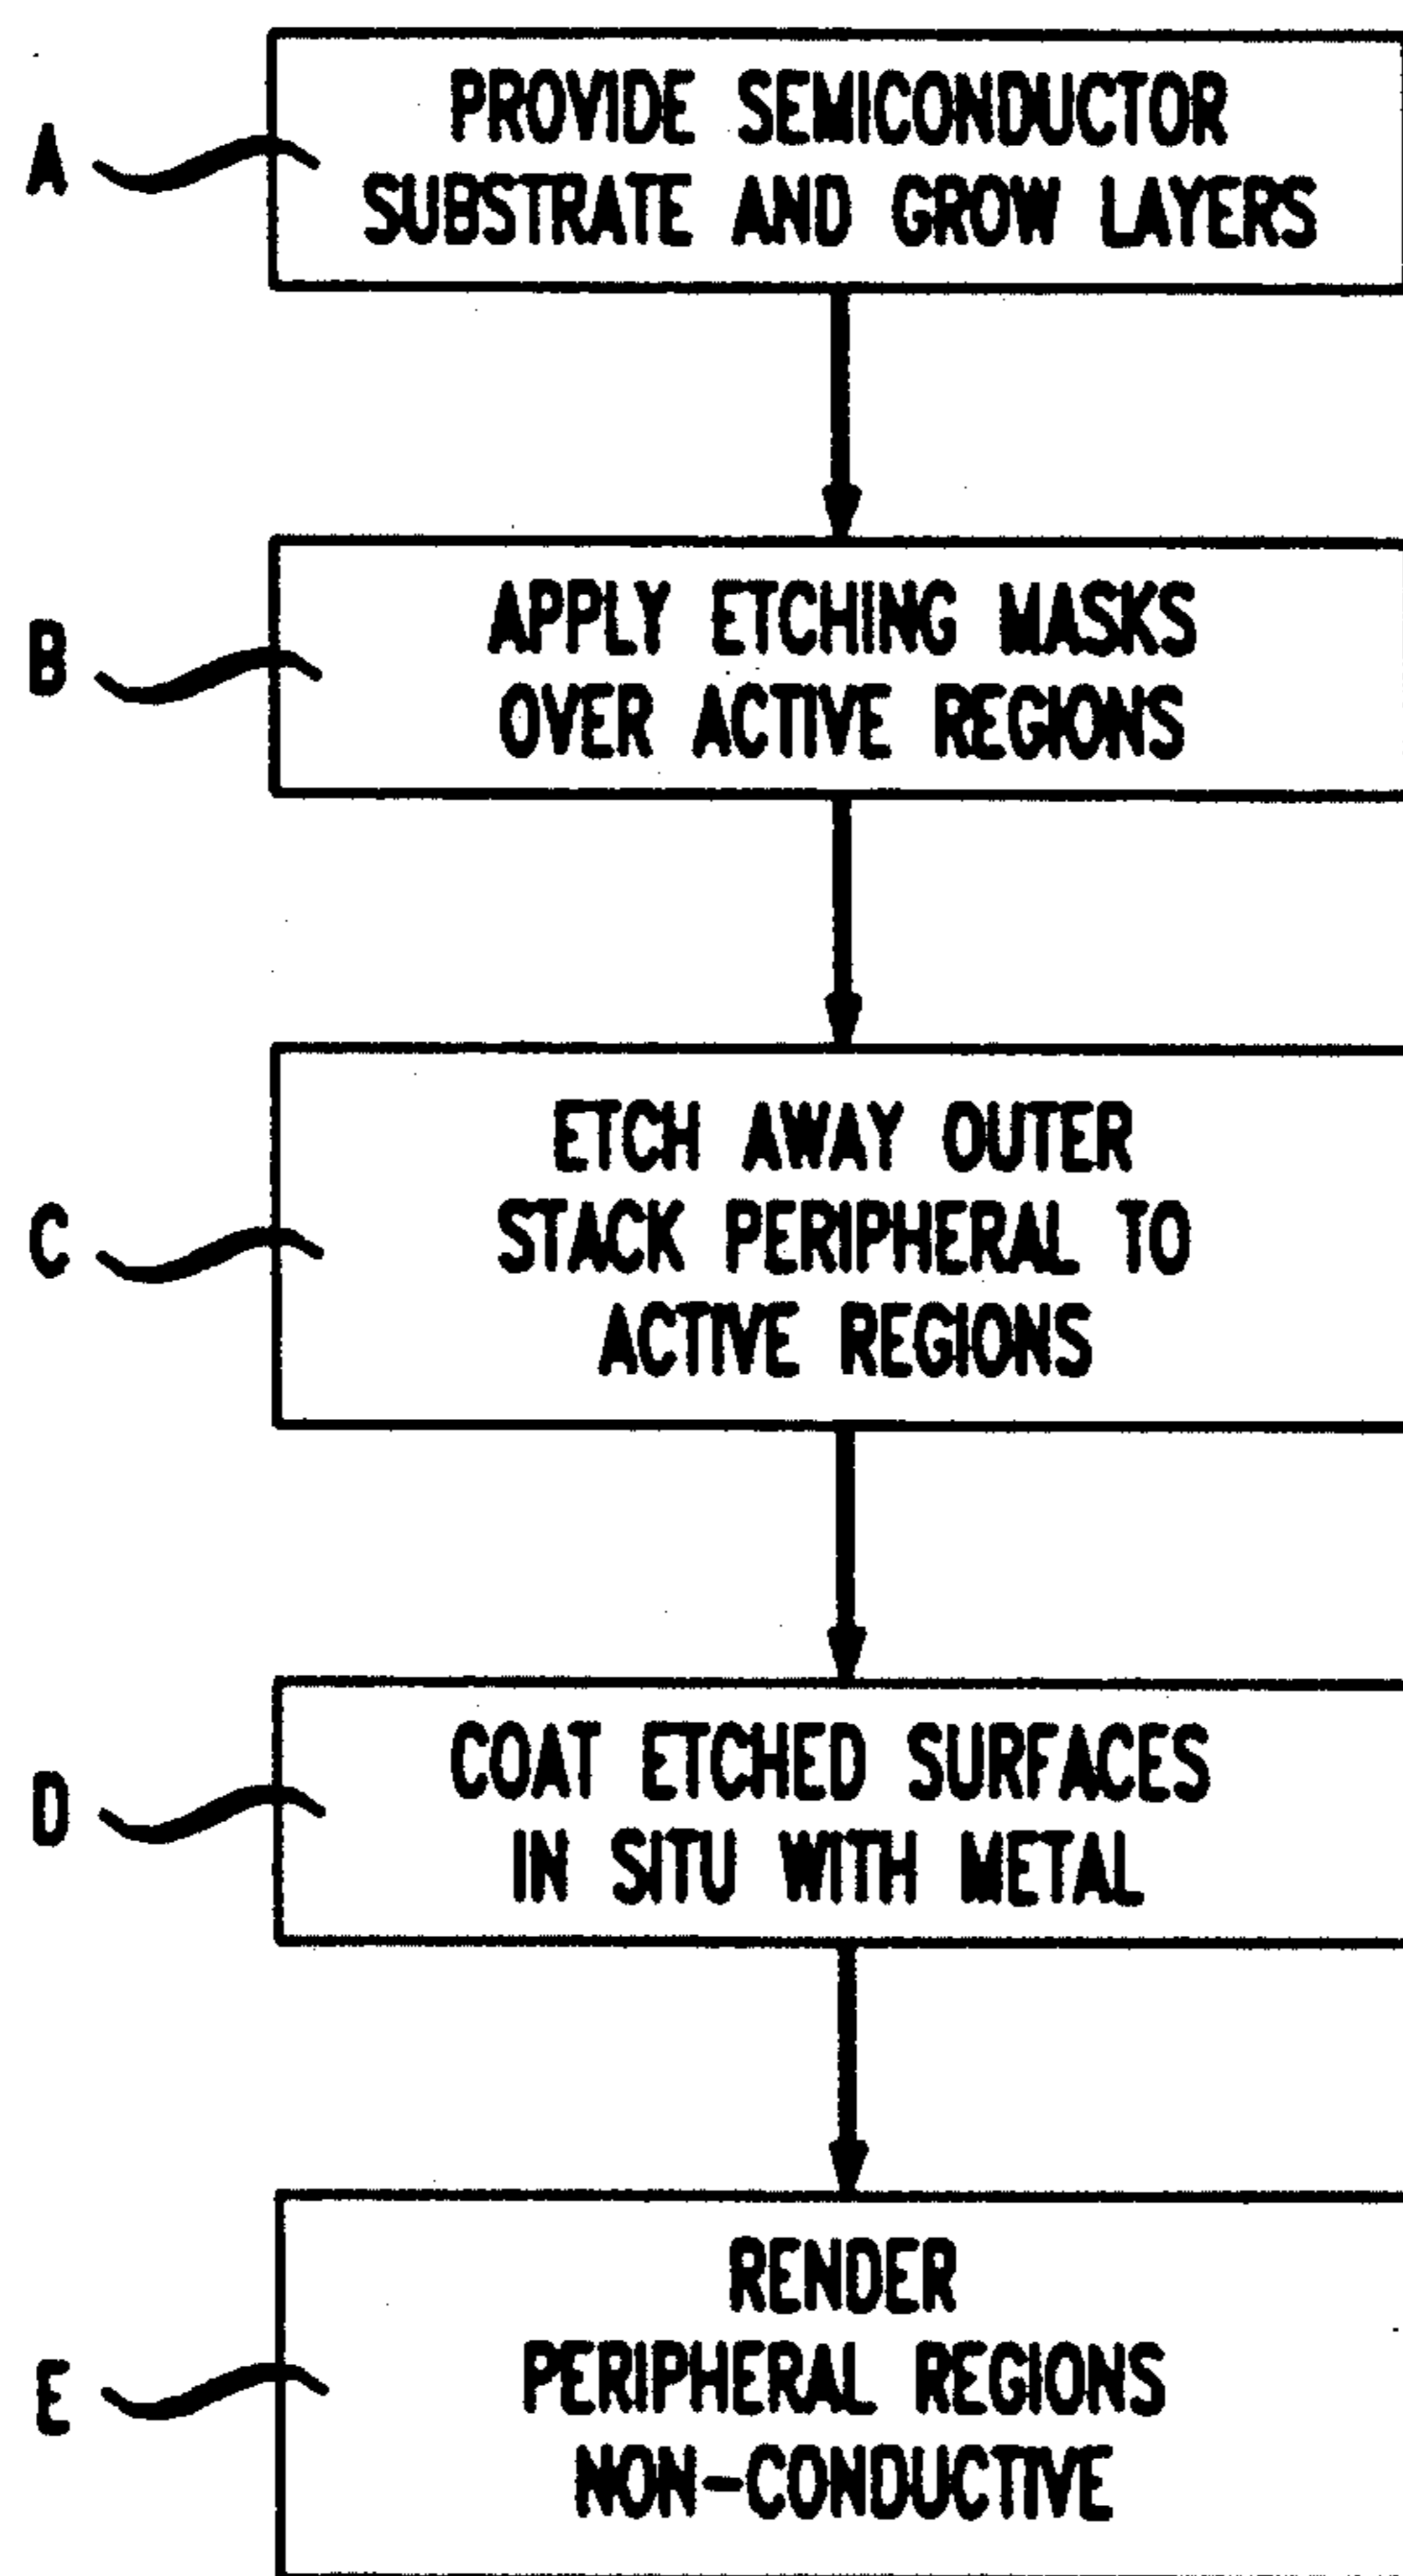 A
PROVIDE SEMICONDUCTOR
SUBSTRATE AND GROW LAYERS
B
APPLY ETCHING MASKS
OVER ACTIVE REGIONS
C
ETCH AWAY OUTER
STACK PERIPHERAL TO
ACTIVE REGIONS
D
COAT ETCHED SURFACES
IN SITU WITH METAL
E
RENDER
PERIPHERAL REGIONS
NON-CONDUCTIVE